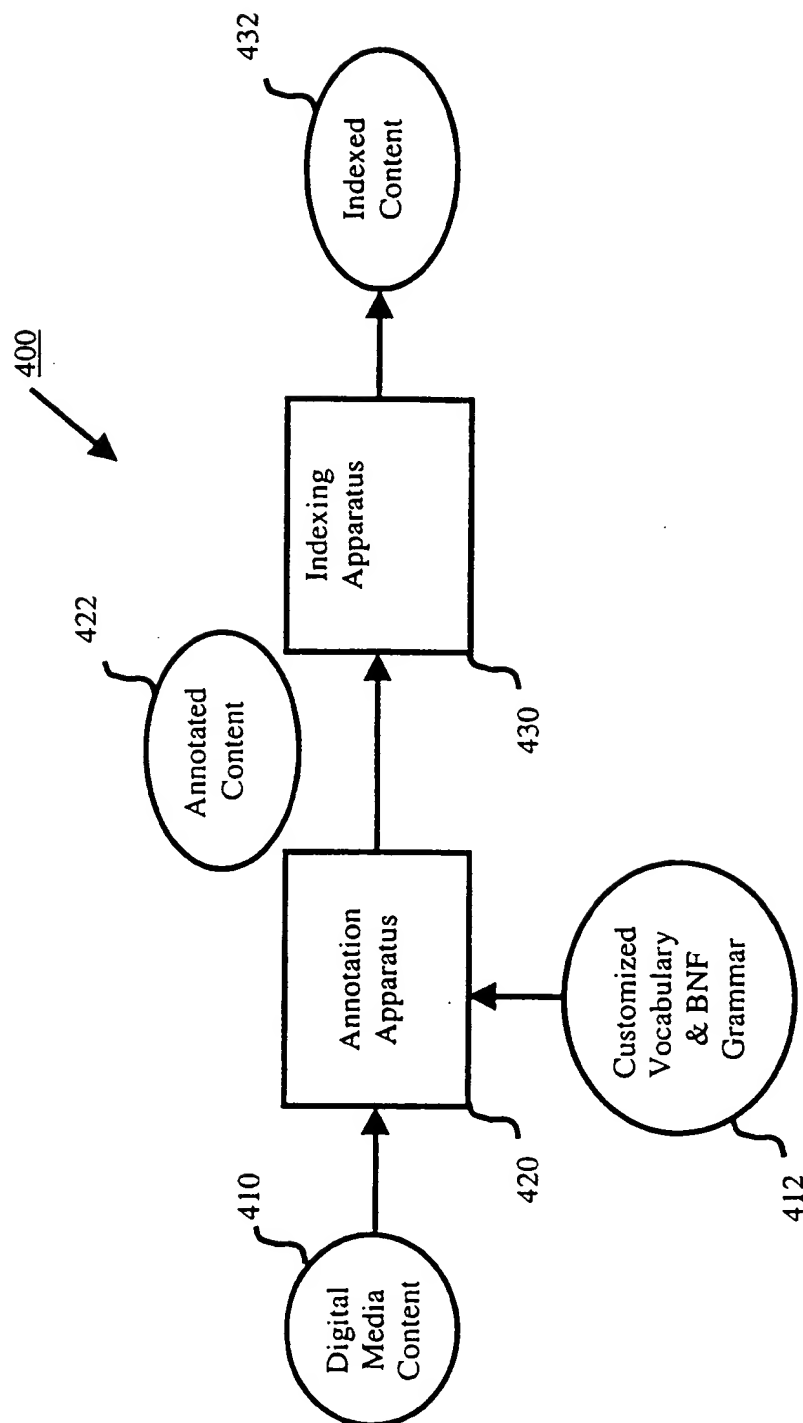 400
410
Digital
Media
Content
420
Annotation
Apparatus
412
Customized
Vocabulary
& BNF
Grammar
422
Annotated
Content
430
Indexing
Apparatus
432
Indexed
Content